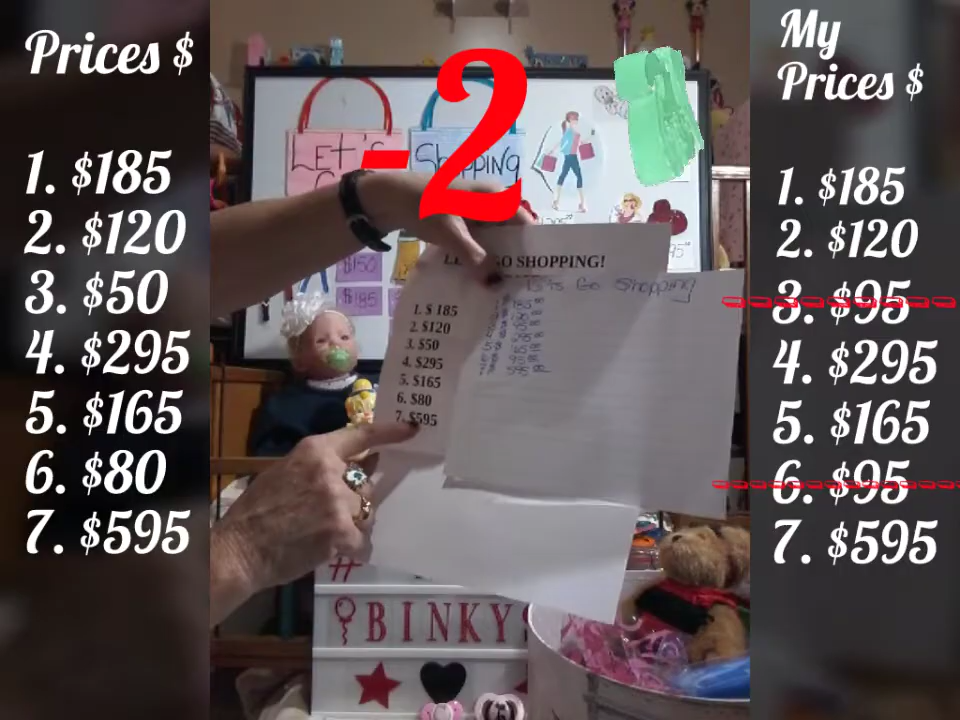 Prices $
1. $185
2. $120
3. $50
4. $295
5. $165
6. $80
7. $595
-2
My
Prices $
1. $185
2. $120
3. $95
4. $295
5. $165
6. $95
7. $595
LET'S
Shopping
$150
$185
GO SHOPPING!
1. $ 185
2. $120
3. $50
4. $295
5. $165
6. $80
7. $595
Let's Go Shopping
#
BINKY